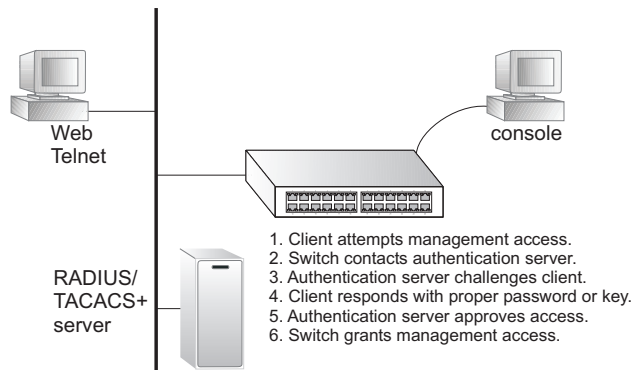 Web
Telnet
console
RADIUS/
TACACS+
server
1. Client attempts management access.
2. Switch contacts authentication server.
3. Authentication server challenges client.
4. Client responds with proper password or key.
5. Authentication server approves access.
6. Switch grants management access.